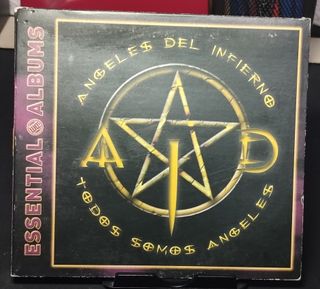 ESSENTIAL ALBUMS
ANGELES DEL INFIERNO
A I D
TODOS SOMOS ANGELES